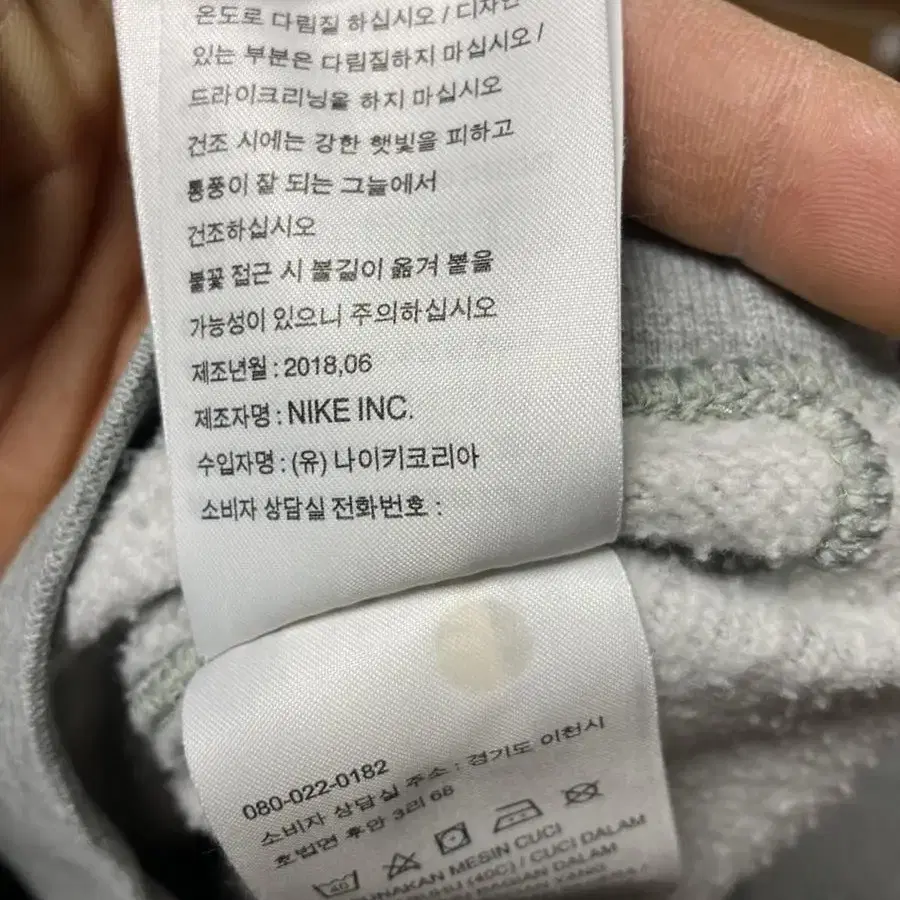 온도로 다림질 하십시오 / 디자인
있는 부분은 다림질하지 마십시오 /
드라이크리닝을 하지 마십시오
건조 시에는 강한 햇빛을 피하고
통풍이 잘 되는 그늘에서
건조하십시오
불꽃 접근 시 불길이 옮겨 붙을
가능성이 있으니 주의하십시오
제조년월 : 2018,06
제조자명 : NIKE INC.
수입자명 : (유) 나이키코리아
소비자 상담실 전화번호 :
080-022-0182
소비자 상담실 주소 : 경기도 이천시
호법면 후안 3리 68
40
UNAKAN MESIN CUCI
SUHU (40C) / CUCI DALAM
BAGIAN DALAM
YANG